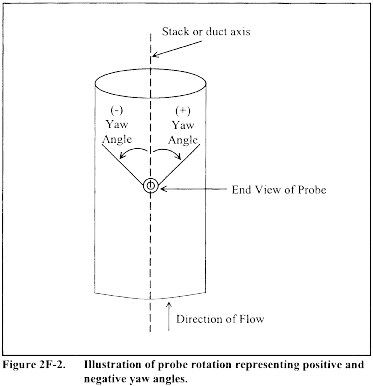 Stack or duct axis
(-)
Yaw
Angle
(+)
Yaw
Angle
End View of Probe
Direction of Flow
Figure 2F-2. Illustration of probe rotation representing positive and
negative yaw angles.